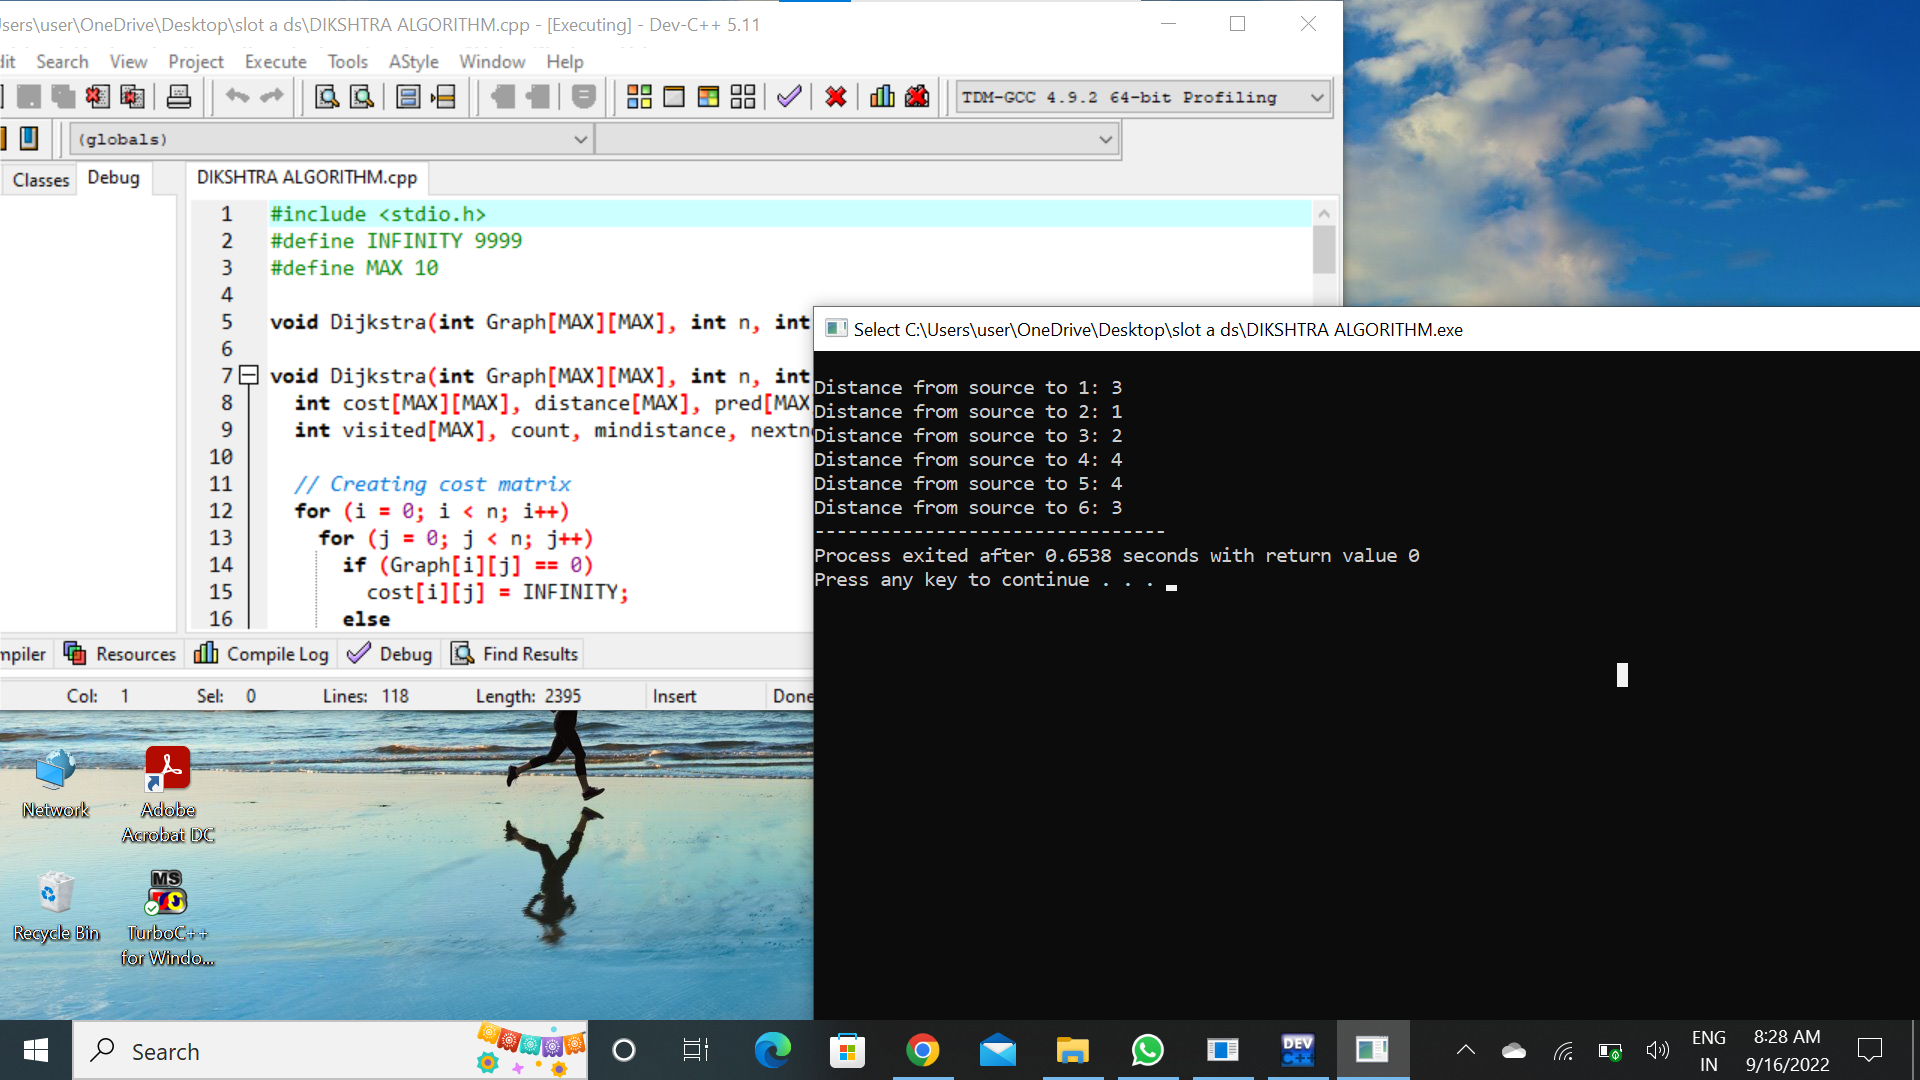 sers\user\OneDrive\Desktop\slot a ds\DIKSHTRA ALGORITHM.cpp - [Executing] - Dev-C++ 5.11
dit Search View Project Execute Tools AStyle Window Help
TDM-GCC 4.9.2 64-bit Profiling
(globals)
Classes Debug
DIKSHTRA ALGORITHM.cpp
1 #include <stdio.h>
2 #define INFINITY 9999
3 #define MAX 10
4
5 void Dijkstra(int Graph[MAX][MAX], int n, int
6
7 void Dijkstra(int Graph[MAX][MAX], int n, int
8 int cost[MAX][MAX], distance[MAX], pred[MAX
9 int visited[MAX], count, mindistance, nextn
10
11 // Creating cost matrix
12 for (i = 0; i < n; i++)
13 for (j = 0; j < n; j++)
14 if (Graph[i][j] == 0)
15 cost[i][j] = INFINITY;
16 else
mpiler Resources Compile Log Debug Find Results
Col: 1 Sel: 0 Lines: 118 Length: 2395 Insert Done
Select C:\Users\user\OneDrive\Desktop\slot a ds\DIKSHTRA ALGORITHM.exe
Distance from source to 1: 3
Distance from source to 2: 1
Distance from source to 3: 2
Distance from source to 4: 4
Distance from source to 5: 4
Distance from source to 6: 3
--------------------------------
Process exited after 0.6538 seconds with return value 0
Press any key to continue . . .
Network
Adobe
Acrobat DC
Recycle Bin
MS
TC
TurboC++
for Windo...
Search
DEV
C++
ENG
IN
8:28 AM
9/16/2022